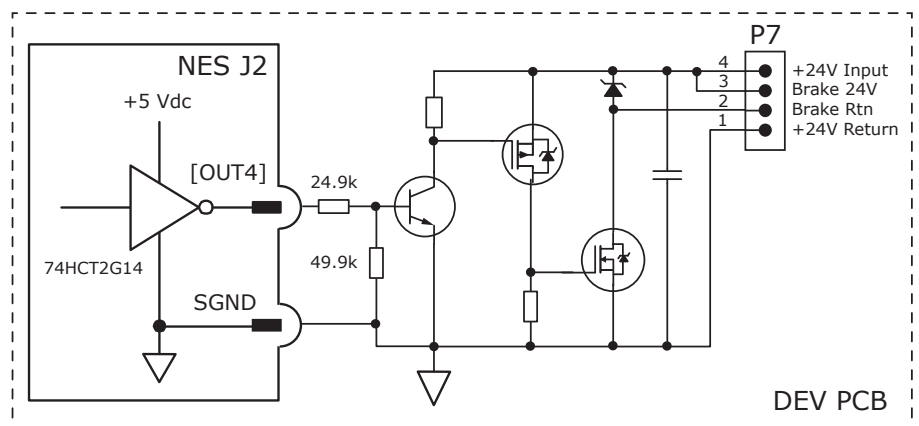 P7
NES J2
4 +24V Input
+5 Vdc
3 Brake 24V
2 Brake Rtn
1 +24V Return
[OUT4]
24.9k
74HCT2G14
49.9k
SGND
DEV PCB